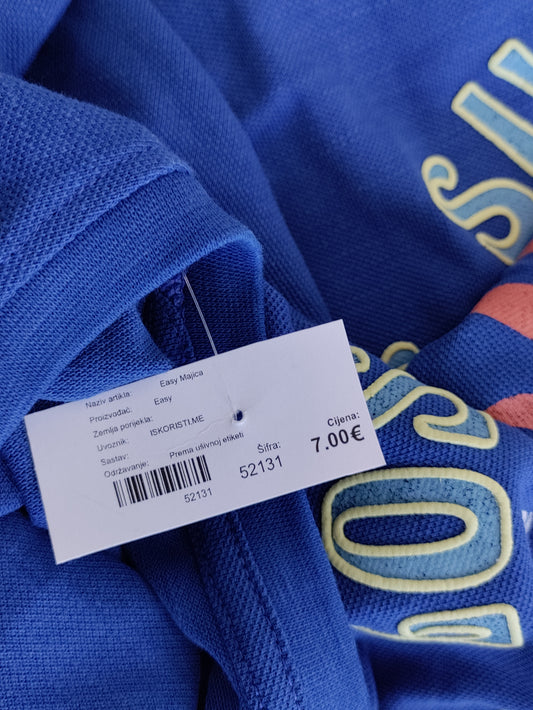 Naziv artikla: Easy Majica
Proizvođač: Easy
Zemlja porijekla:
Uvoznik: ISKORISTI.ME
Sastav:
Održavanje: Prema ušivnoj etiketi
52131
Šifra:
52131
Cijena:
7.00€